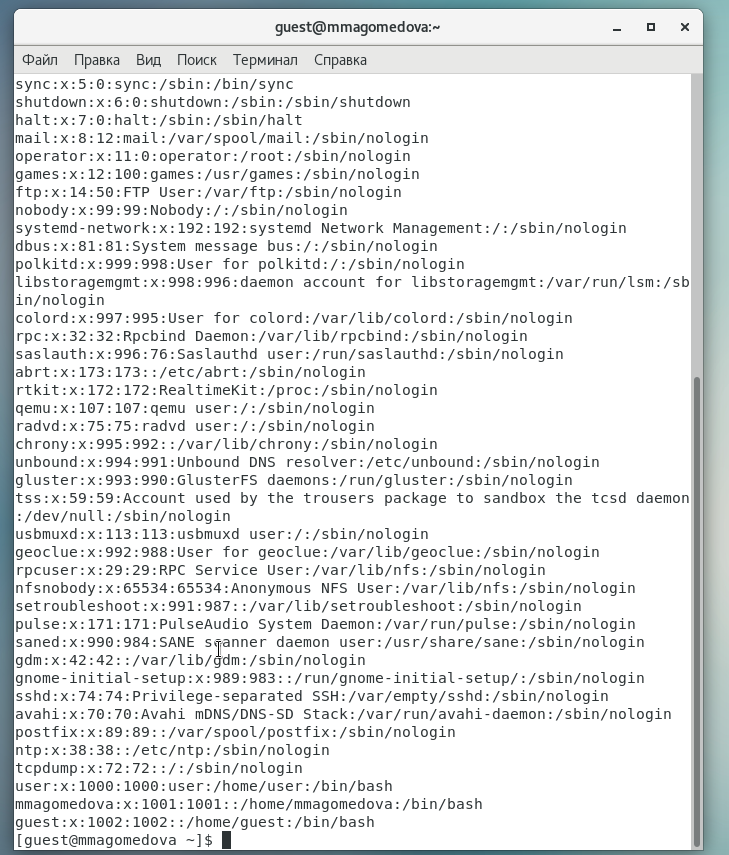 guest@mmagomedova:~
Файл Правка Вид Поиск Терминал Справка
sync:x:5:0:sync:/sbin:/bin/sync
shutdown:x:6:0:shutdown:/sbin:/sbin/shutdown
halt:x:7:0:halt:/sbin:/sbin/halt
mail:x:8:12:mail:/var/spool/mail:/sbin/nologin
operator:x:11:0:operator:/root:/sbin/nologin
games:x:12:100:games:/usr/games:/sbin/nologin
ftp:x:14:50:FTP User:/var/ftp:/sbin/nologin
nobody:x:99:99:Nobody:/:/sbin/nologin
systemd-network:x:192:192:systemd Network Management:/:/sbin/nologin
dbus:x:81:81:System message bus:/:/sbin/nologin
polkitd:x:999:998:User for polkitd:/:/sbin/nologin
libstoragemgmt:x:998:996:daemon account for libstoragemgmt:/var/run/lsm:/sb
in/nologin
colord:x:997:995:User for colord:/var/lib/colord:/sbin/nologin
rpc:x:32:32:Rpcbind Daemon:/var/lib/rpcbind:/sbin/nologin
saslauth:x:996:76:Saslauthd user:/run/saslauthd:/sbin/nologin
abrt:x:173:173::/etc/abrt:/sbin/nologin
rtkit:x:172:172:RealtimeKit:/proc:/sbin/nologin
qemu:x:107:107:qemu user:/:/sbin/nologin
radvd:x:75:75:radvd user:/:/sbin/nologin
chrony:x:995:992::/var/lib/chrony:/sbin/nologin
unbound:x:994:991:Unbound DNS resolver:/etc/unbound:/sbin/nologin
gluster:x:993:990:GlusterFS daemons:/run/gluster:/sbin/nologin
tss:x:59:59:Account used by the trousers package to sandbox the tcsd daemon
:/dev/null:/sbin/nologin
usbmuxd:x:113:113:usbmuxd user:/:/sbin/nologin
geoclue:x:992:988:User for geoclue:/var/lib/geoclue:/sbin/nologin
rpcuser:x:29:29:RPC Service User:/var/lib/nfs:/sbin/nologin
nfsnobody:x:65534:65534:Anonymous NFS User:/var/lib/nfs:/sbin/nologin
setroubleshoot:x:991:987::/var/lib/setroubleshoot:/sbin/nologin
pulse:x:171:171:PulseAudio System Daemon:/var/run/pulse:/sbin/nologin
saned:x:990:984:SANE scanner daemon user:/usr/share/sane:/sbin/nologin
gdm:x:42:42::/var/lib/gdm:/sbin/nologin
gnome-initial-setup:x:989:983::/run/gnome-initial-setup/:/sbin/nologin
sshd:x:74:74:Privilege-separated SSH:/var/empty/sshd:/sbin/nologin
avahi:x:70:70:Avahi mDNS/DNS-SD Stack:/var/run/avahi-daemon:/sbin/nologin
postfix:x:89:89::/var/spool/postfix:/sbin/nologin
ntp:x:38:38::/etc/ntp:/sbin/nologin
tcpdump:x:72:72::/:/sbin/nologin
user:x:1000:1000:user:/home/user:/bin/bash
mmagomedova:x:1001:1001::/home/mmagomedova:/bin/bash
guest:x:1002:1002::/home/guest:/bin/bash
[guest@mmagomedova ~]$